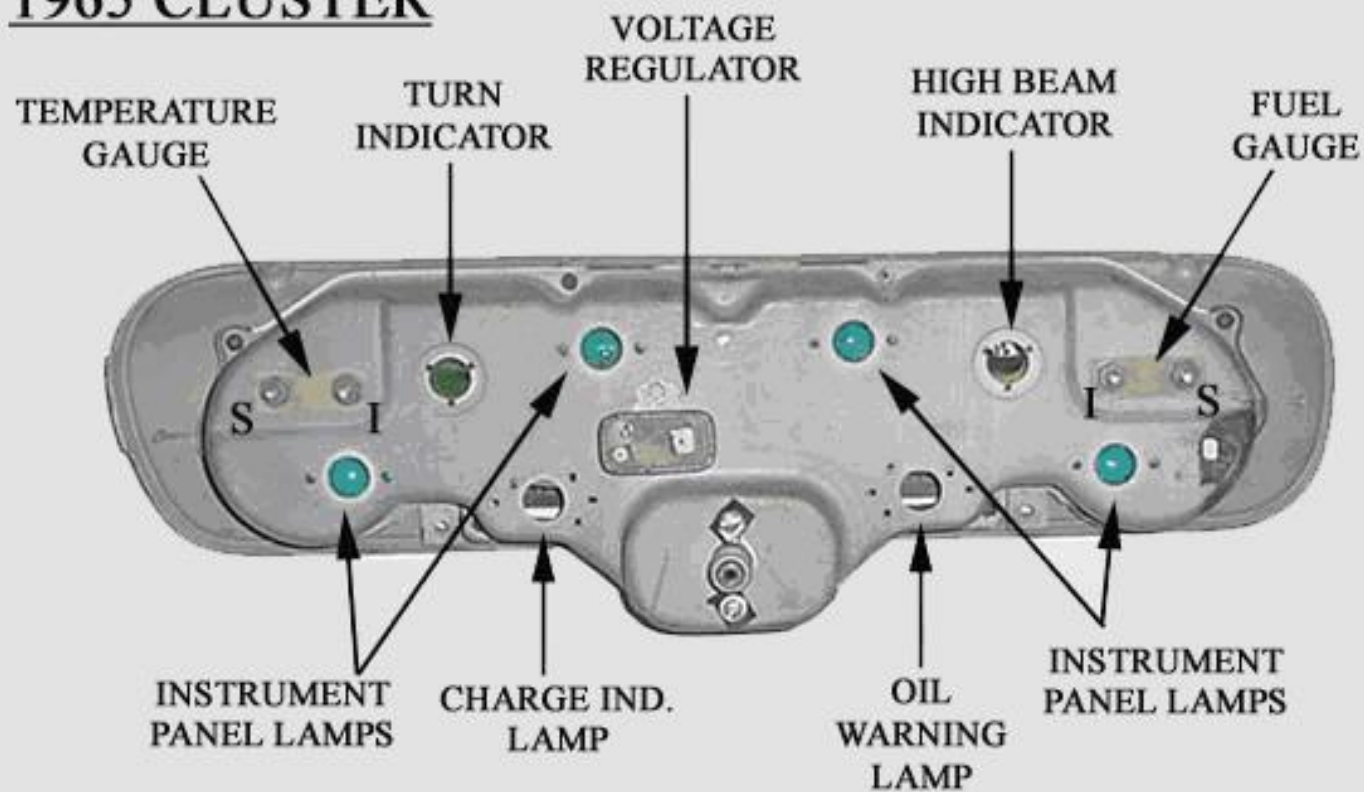 1965 CLUSTER
VOLTAGE
REGULATOR
TEMPERATURE
GAUGE
TURN
INDICATOR
HIGH BEAM
INDICATOR
FUEL
GAUGE
S
I
I
S
INSTRUMENT
PANEL LAMPS
CHARGE IND.
LAMP
OIL
WARNING
LAMP
INSTRUMENT
PANEL LAMPS